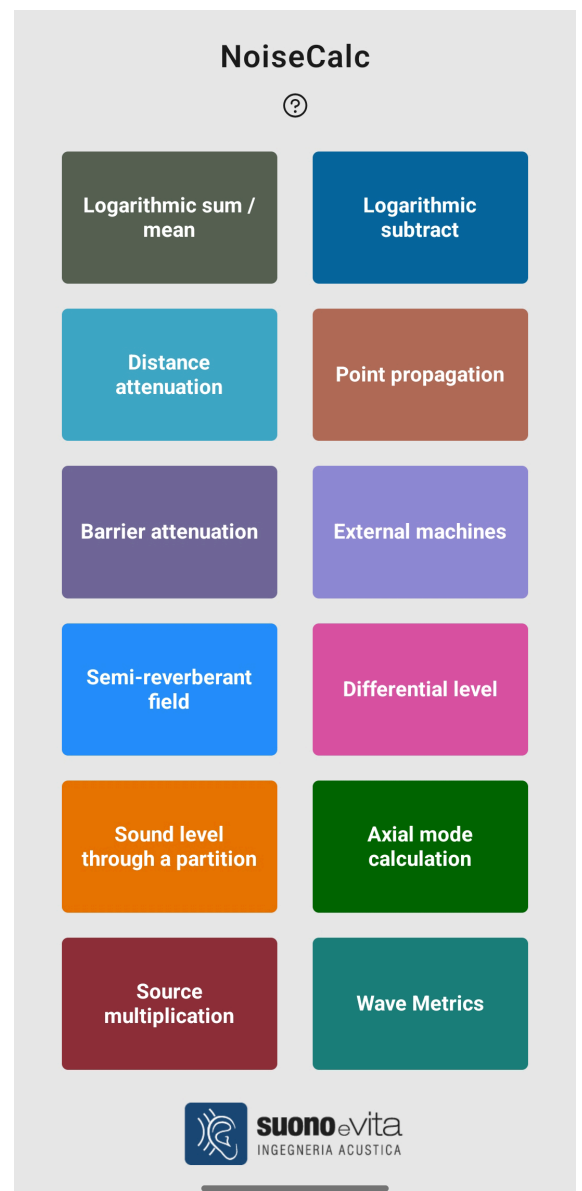 NoiseCalc
?
Logarithmic sum /
mean
Logarithmic
subtract
Distance
attenuation
Point propagation
Barrier attenuation
External machines
Semi-reverberant
field
Differential level
Sound level
through a partition
Axial mode
calculation
Source
multiplication
Wave Metrics
suono e vita
INGEGNERIA ACUSTICA